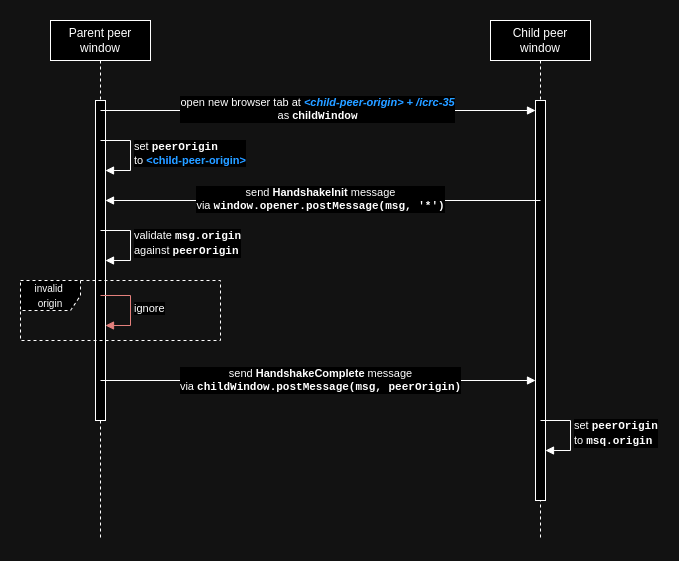 Parent peer
window
Child peer
window
open new browser tab at <child-peer-origin> + /icrc-35
as childWindow
set peerOrigin
to <child-peer-origin>
send HandshakeInit message
via window.opener.postMessage(msg, '*')
validate msg.origin
against peerOrigin
invalid
origin
ignore
send HandshakeComplete message
via childWindow.postMessage(msg, peerOrigin)
set peerOrigin
to msq.origin